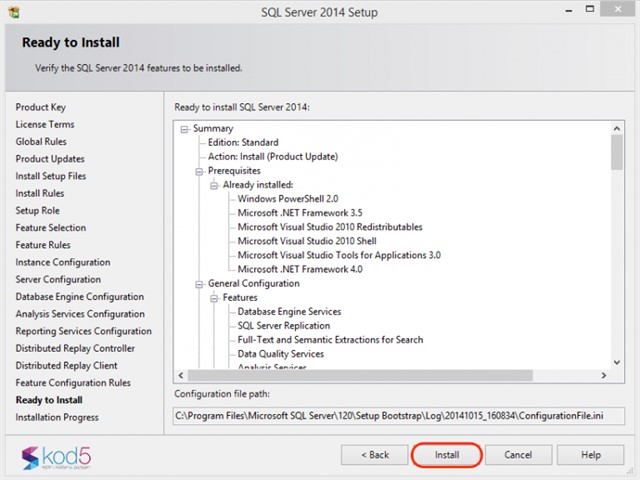 SQL Server 2014 Setup
Ready to Install
Verify the SQL Server 2014 features to be installed.
Product Key
License Terms
Global Rules
Product Updates
Install Setup Files
Install Rules
Setup Role
Feature Selection
Feature Rules
Instance Configuration
Server Configuration
Database Engine Configuration
Analysis Services Configuration
Reporting Services Configuration
Distributed Replay Controller
Distributed Replay Client
Feature Configuration Rules
Ready to Install
Installation Progress
Ready to install SQL Server 2014:
Summary
Edition: Standard
Action: Install (Product Update)
Prerequisites
Already installed:
Windows PowerShell 2.0
Microsoft .NET Framework 3.5
Microsoft Visual Studio 2010 Redistributables
Microsoft Visual Studio 2010 Shell
Microsoft Visual Studio Tools for Applications 3.0
Microsoft .NET Framework 4.0
General Configuration
Features
Database Engine Services
SQL Server Replication
Full-Text and Semantic Extractions for Search
Data Quality Services
Analysis Services
Configuration file path:
C:\Program Files\Microsoft SQL Server\120\Setup Bootstrap\Log\20141015_160834\ConfigurationFile.ini
kod5
< Back
Install
Cancel
Help